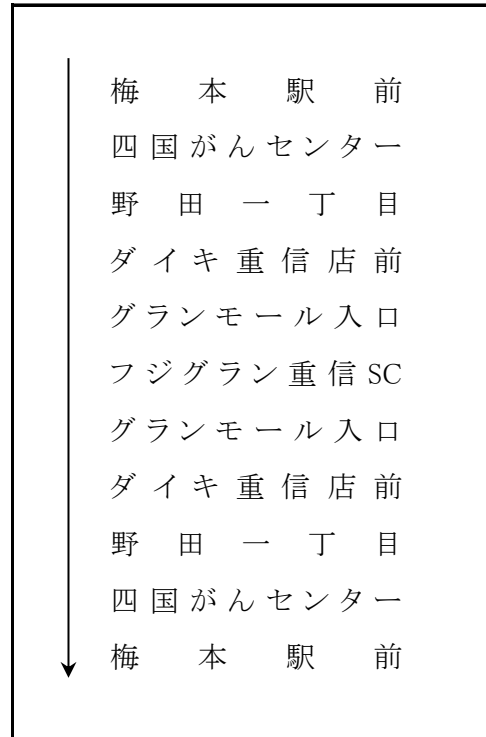 梅本駅前
四国がんセンター
野田一丁目
ダイキ重信店前
グランモール入口
フジグラン重信SC
グランモール入口
ダイキ重信店前
野田一丁目
四国がんセンター
梅本駅前